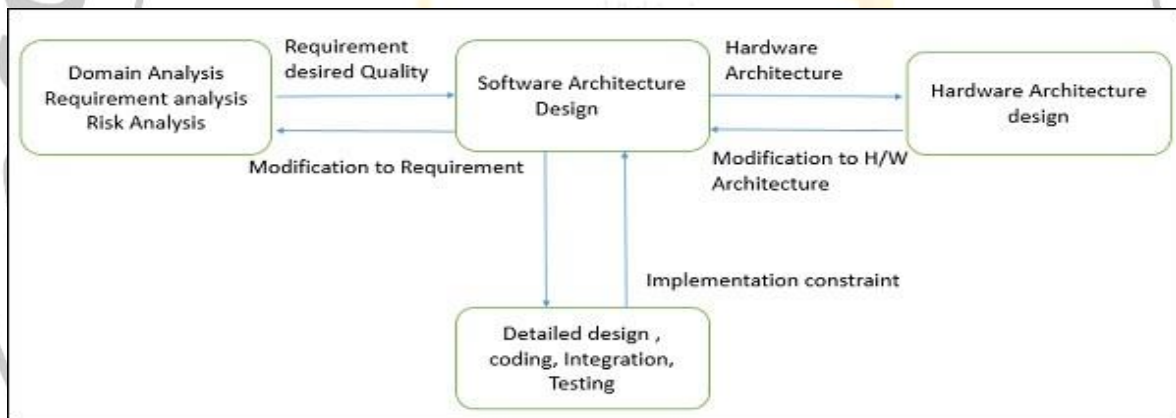 Domain Analysis
Requirement analysis
Risk Analysis
Requirement
desired Quality
Modification to Requirement
Software Architecture
Design
Hardware
Architecture
Modification to H/W
Architecture
Hardware Architecture
design
Implementation constraint
Detailed design ,
coding, Integration,
Testing